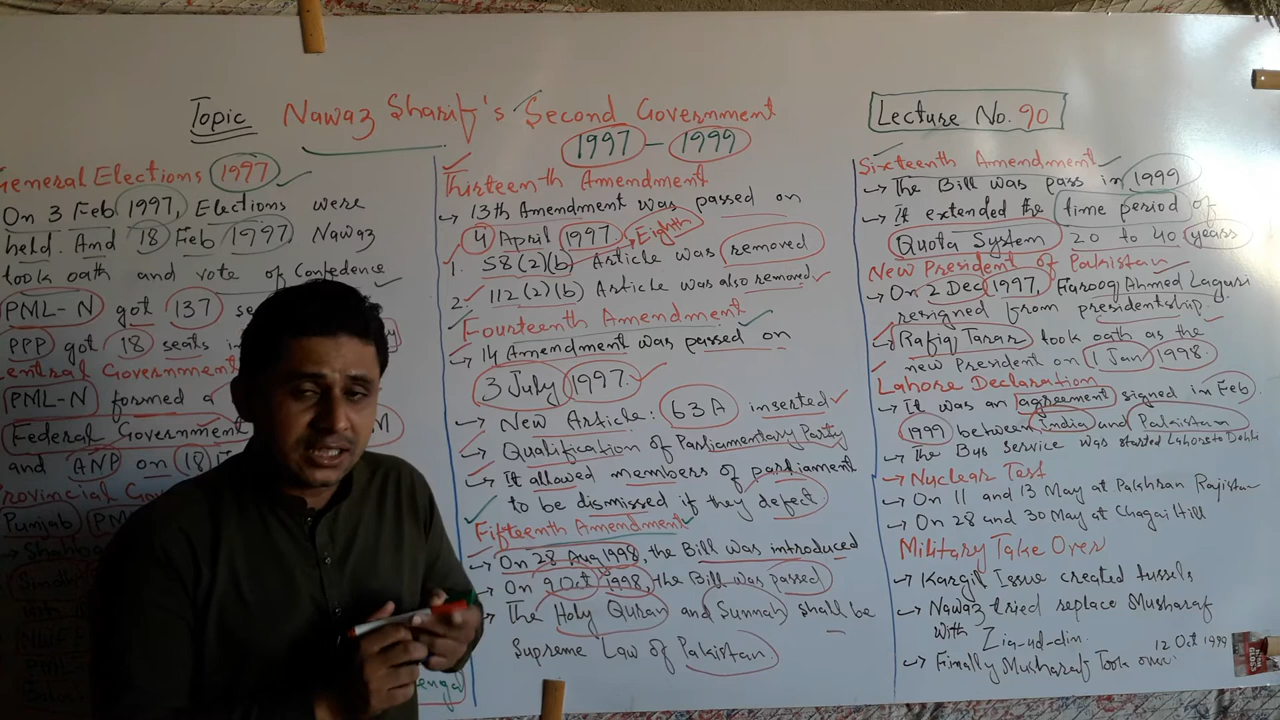 Topic Nawaz Sharif's Second Government
1997 - 1999
Lecture No. 90
General Elections 1997
On 3 Feb 1997, Elections were
held. And 18 Feb 1997 Nawaz
took oath and vote of Confedence
PML-N got 137
PPP got 18 seats
Central Government
PML-N formed a
Federal Government
and ANP on 18
Provincial
Punjab
Thirteenth Amendment
→ 13th Amendment was passed on
4 April 1997 → Eighth
1. 58(2)(b) Article was removed
2. 112(2)(b) Article was also removed
Fourteenth Amendment
→ 14 Amendment was passed on
3 July 1997.
→ New Article: 63A inserted
→ Qualification of Parliamentary Party
→ It allowed members of parliament
to be dismissed if they defect
Fifteenth Amendment
→ On 28 Aug 1998, the Bill was introduced
→ On 9 Oct 1998, the Bill was passed
→ The Holy Quran and Sunnah shall be
Supreme Law of Pakistan
Sixteenth Amendment
→ The Bill was pass in 1999
→ It extended the time period of
Quota System 20 to 40 years
New President of Pakistan
→ On 2 Dec 1997, Farooq Ahmed Lagari
resigned from presidentship.
→ Rafiq Tarar took oath as the
new President on 1 Jan 1998.
Lahore Declaration
→ It was an agreement signed in Feb
1999 between India and Pakistan
→ The Bus Service was started Lahore to Dehli
→ Nuclear Test
→ On 11 and 13 May at Pakhran Rajistan
→ On 28 and 30 May at Chagai Hill
Military Take Over
→ Kargil Issue created tussels
→ Nawaz tried replace Musharaf
with Zia-ud-din.
→ Finally Musharaf Took over. 12 Oct 1999